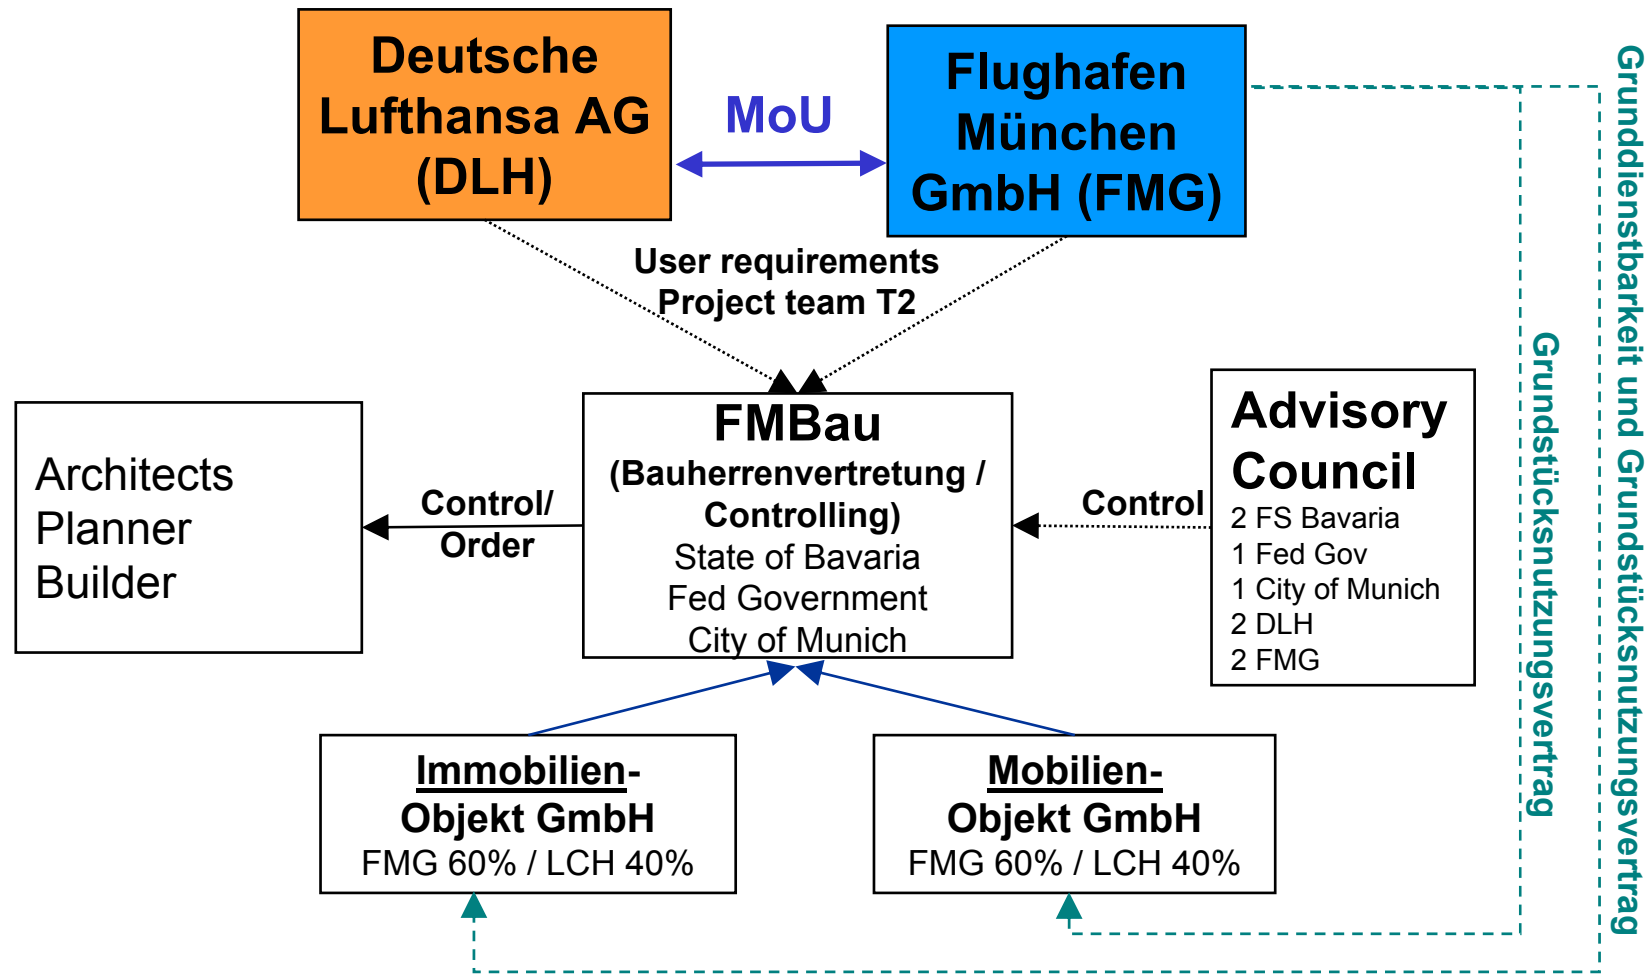 Deutsche
Lufthansa AG
(DLH)
MoU
Flughafen
München
GmbH (FMG)
User requirements
Project team T2
Architects
Planner
Builder
Control/
Order
FMBau
(Bauherrenvertretung /
Controlling)
State of Bavaria
Fed Government
City of Munich
Control
Advisory
Council
2 FS Bavaria
1 Fed Gov
1 City of Munich
2 DLH
2 FMG
Immobilien-
Objekt GmbH
FMG 60% / LCH 40%
Mobilien-
Objekt GmbH
FMG 60% / LCH 40%
Grundstücksnutzungsvertrag
Grunddienstbarkeit und Grundstücksnutzungsvertrag